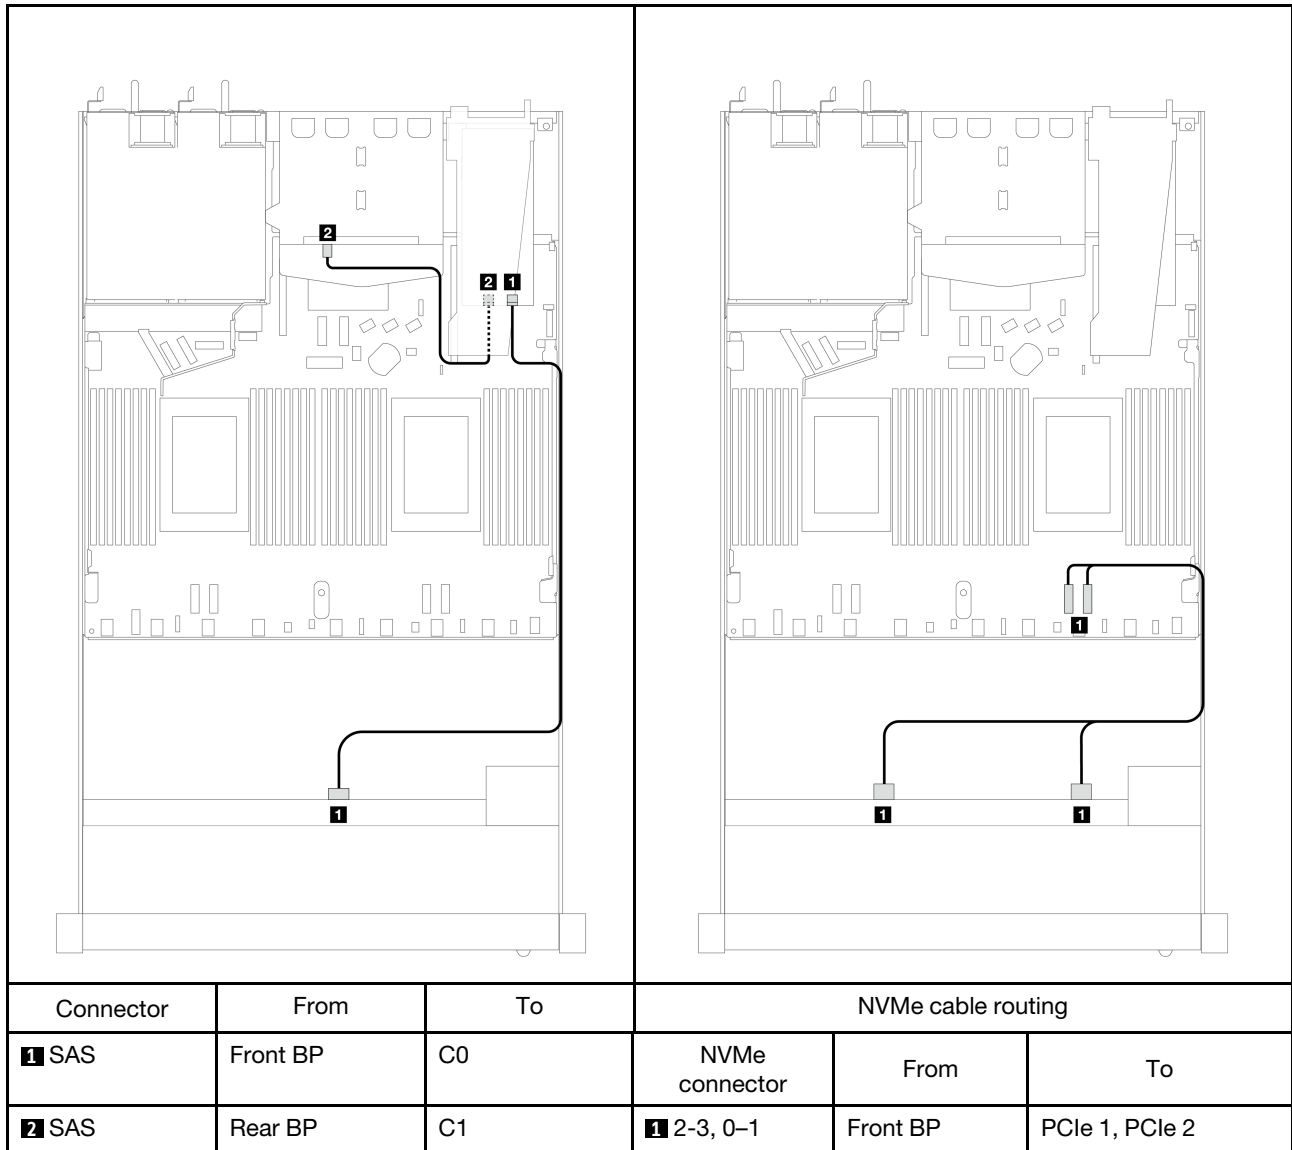 2
2 1
1
1
1 1
Connector From To NVMe cable routing
1 SAS Front BP C0 NVMe connector From To
2 SAS Rear BP C1 1 2-3, 0–1 Front BP PCIe 1, PCIe 2